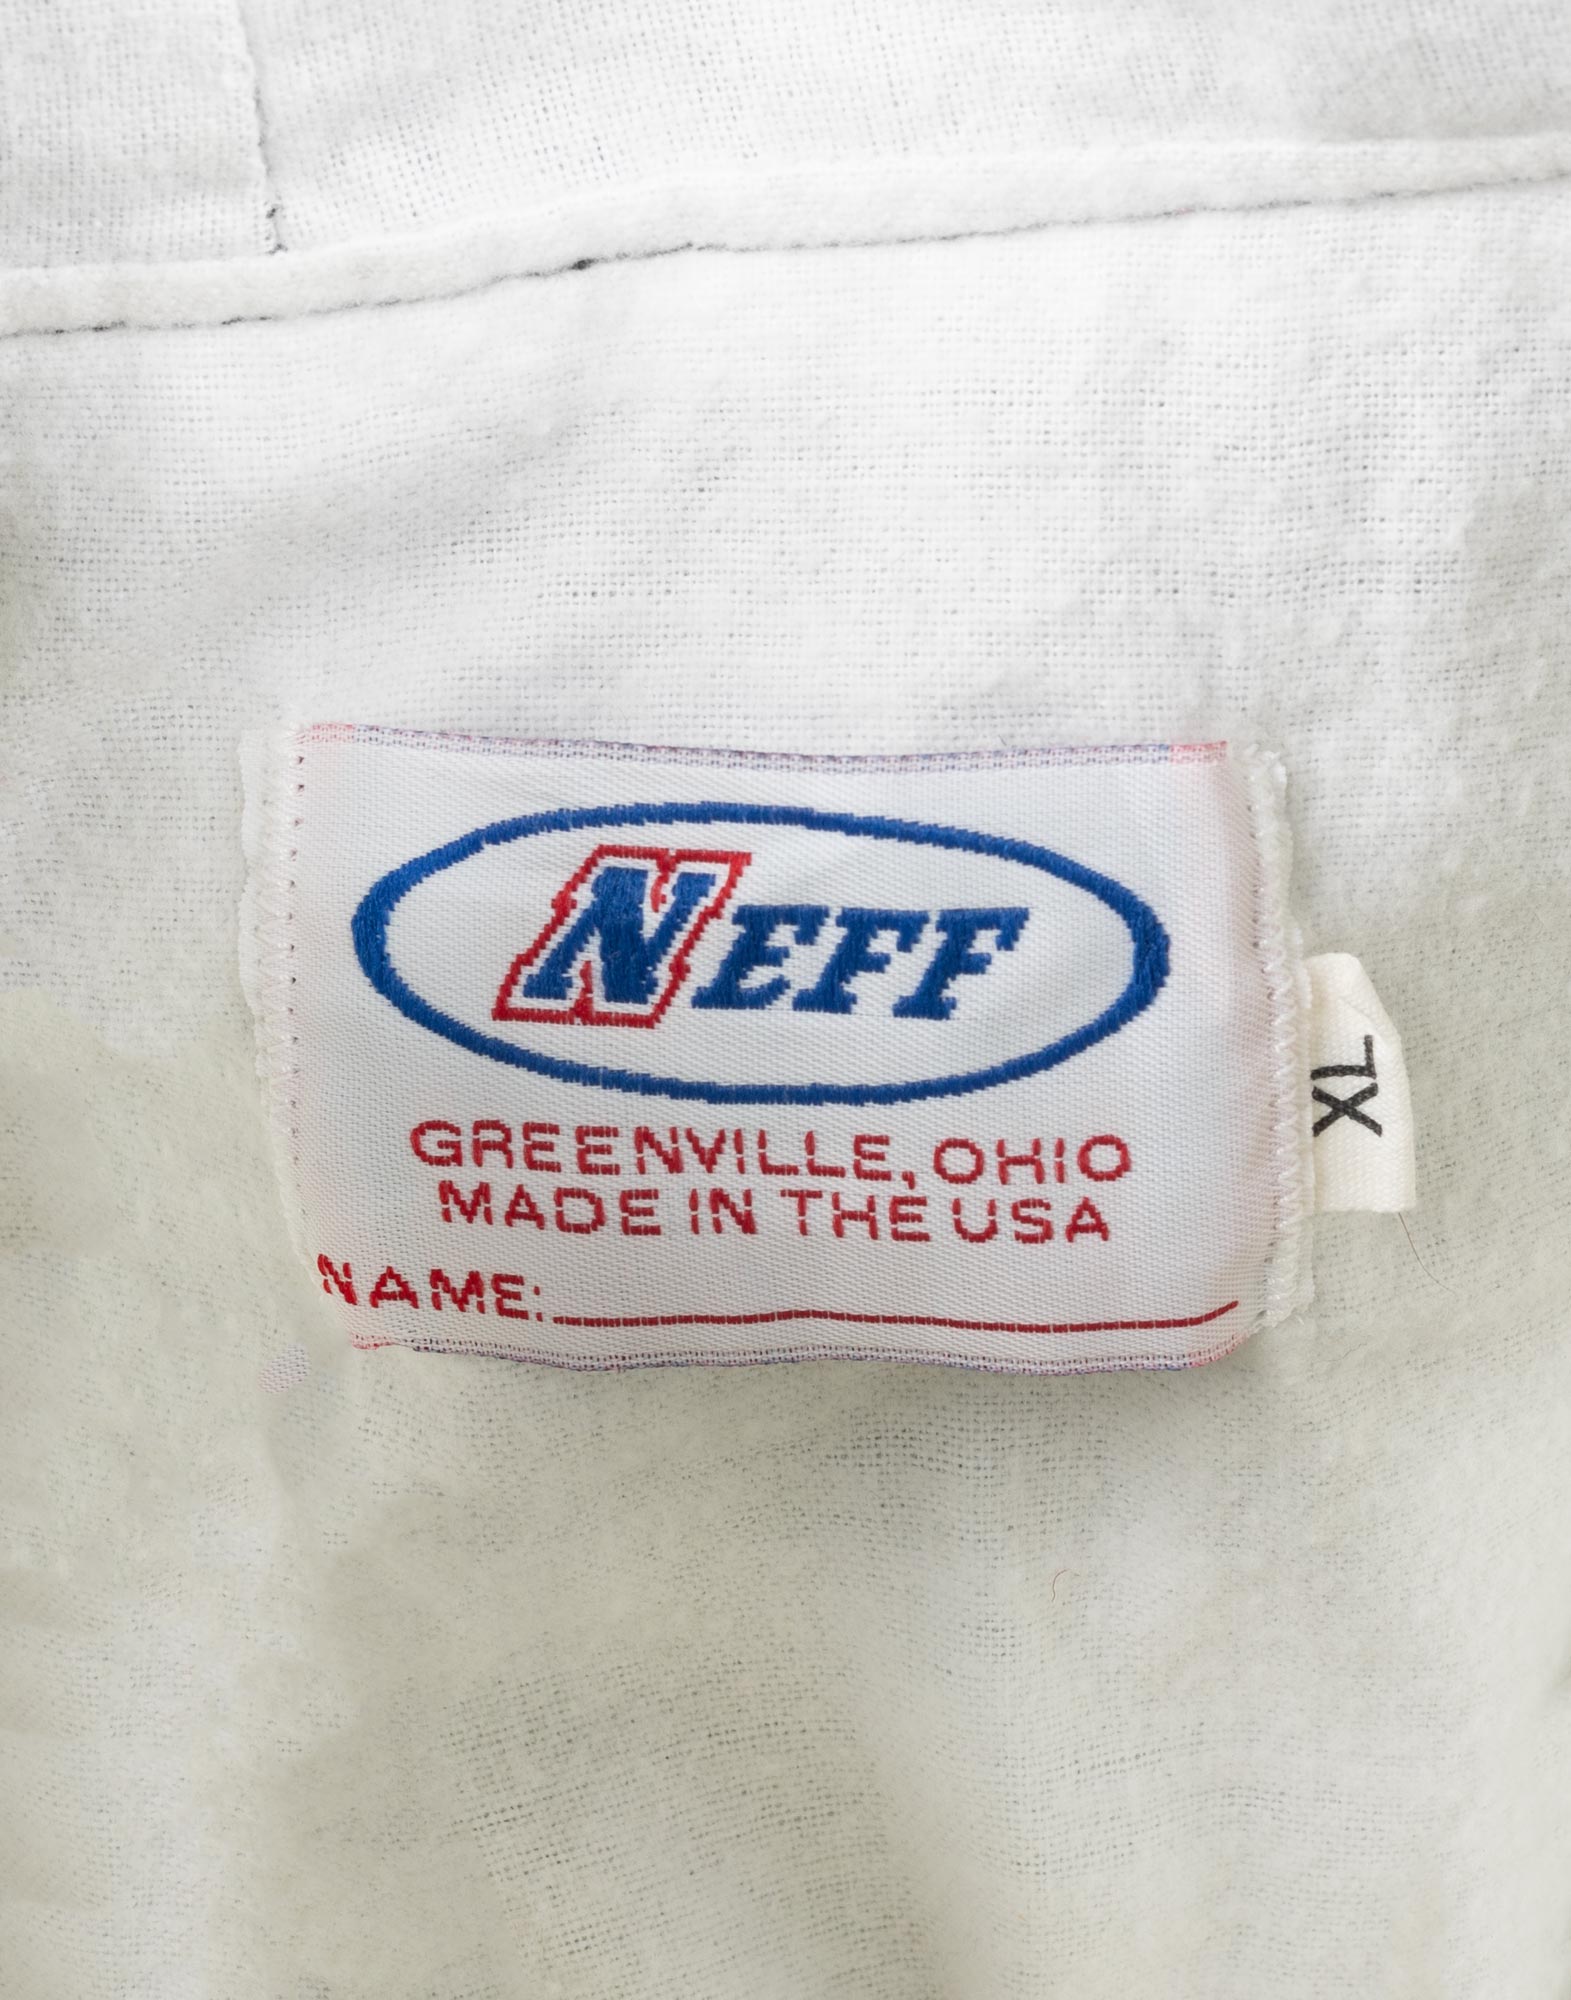 NEFF
GREENVILLE, OHIO
MADE IN THE USA
NAME:
XL